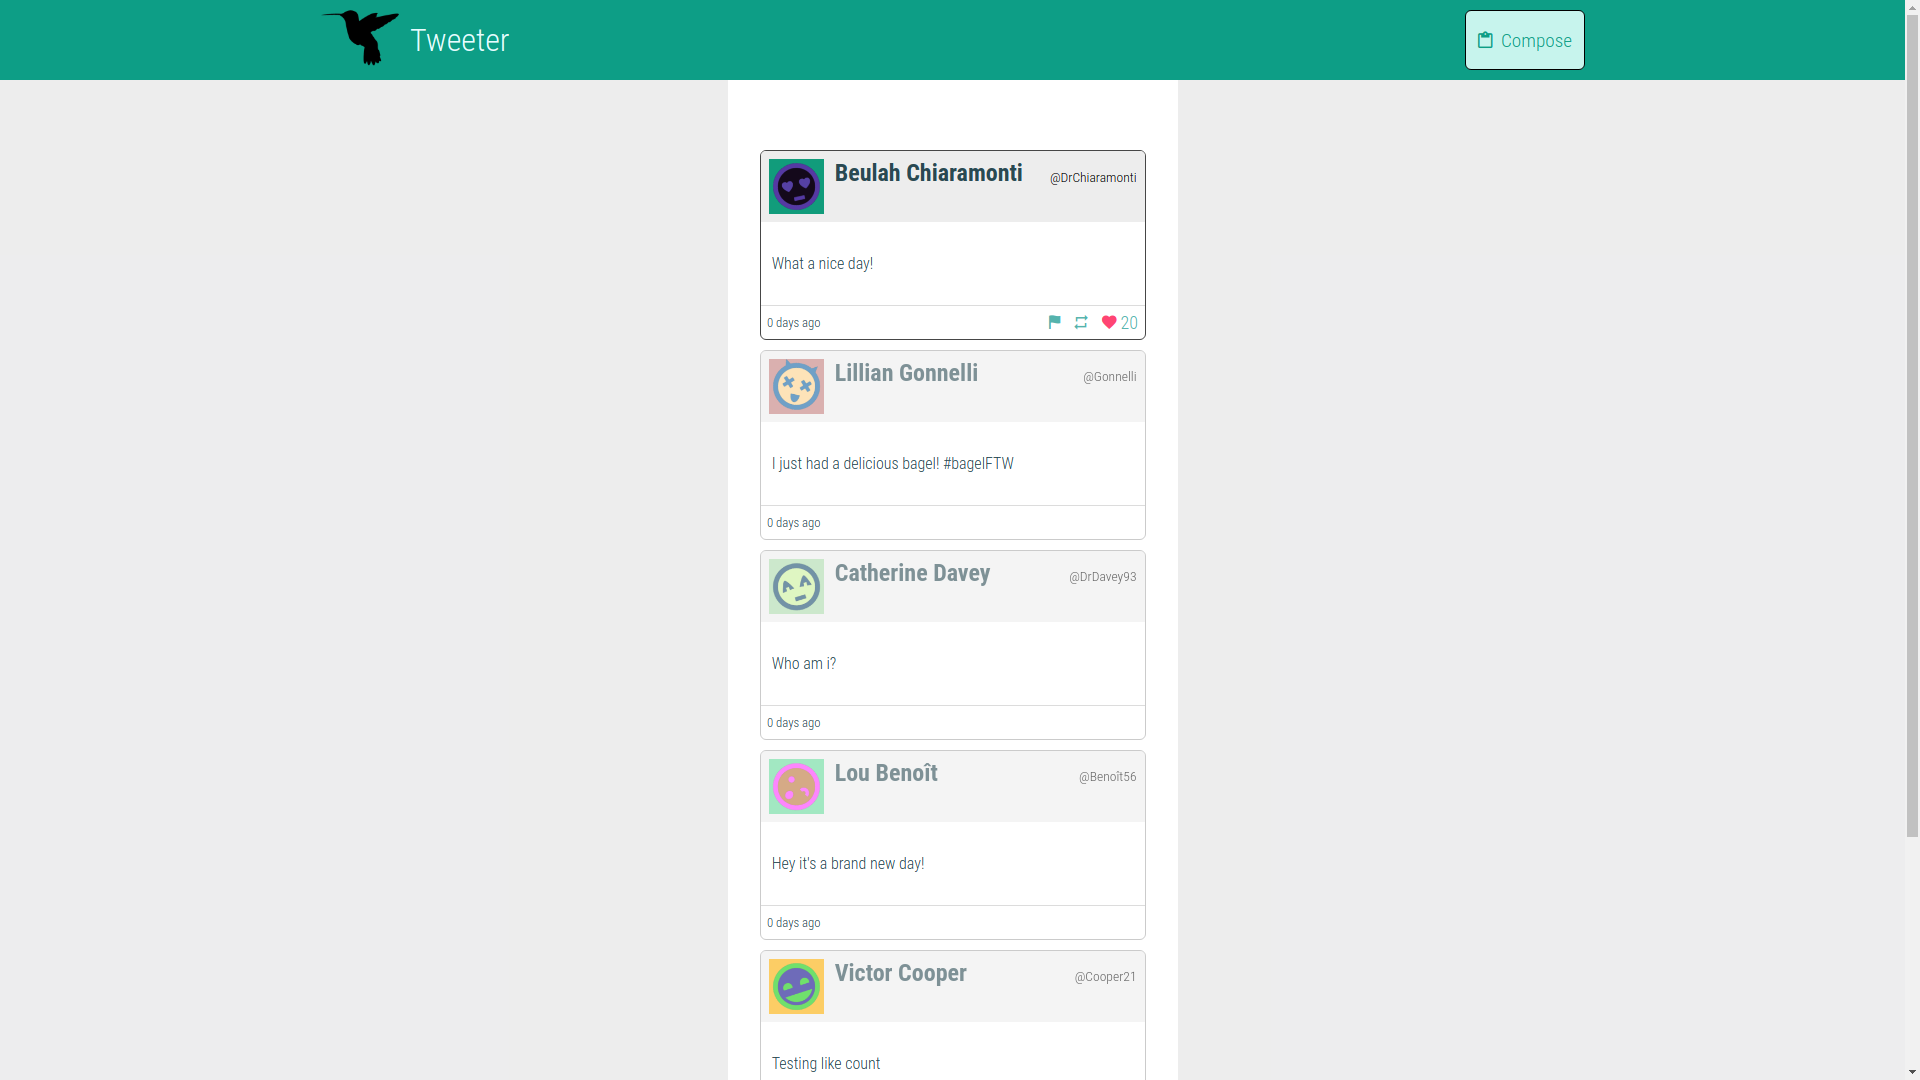 Tweeter
Compose
Beulah Chiaramonti
@DrChiaramonti
What a nice day!
0 days ago
20
Lillian Gonnelli
@Gonnelli
I just had a delicious bagel! #bagelFTW
0 days ago
Catherine Davey
@DrDavey93
Who am i?
0 days ago
Lou Benoît
@Benoît56
Hey it's a brand new day!
0 days ago
Victor Cooper
@Cooper21
Testing like count